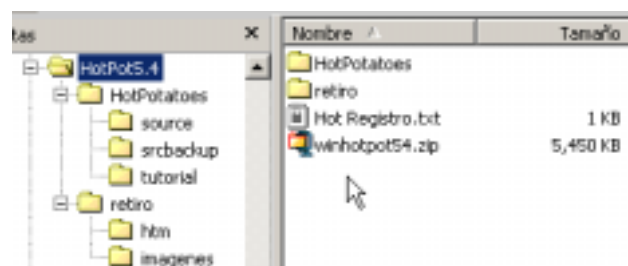 tas
HotPot5.4
HotPotatoes
source
srcbackup
tutorial
retiro
htm
imagenes
Nombre Tamaño
HotPotatoes
retiro
Hot Registro.txt 1 KB
winhotpot54.zip 5,450 KB